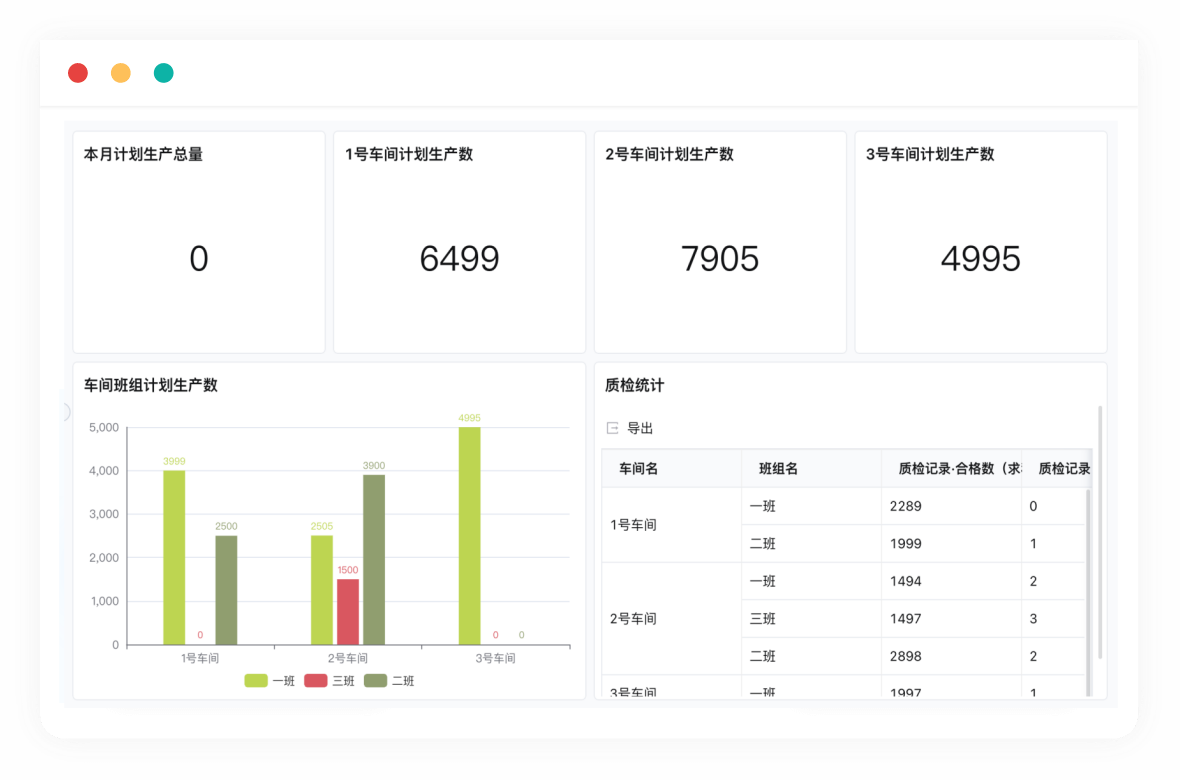 本月计划生产总量
0
1号车间计划生产数
6499
2号车间计划生产数
7905
3号车间计划生产数
4995
车间班组计划生产数
5,000
4,000
3,000
2,000
1,000
0
3999
0
2500
2505
1500
3900
4995
0
0
1号车间 2号车间 3号车间
一班 三班 二班
质检统计
导出
车间名 班组名 质检记录·合格数（求 质检记录
1号车间 一班 2289 0
二班 1999 1
2号车间 一班 1494 2
三班 1497 3
二班 2898 2
3号车间 一班 1997 1